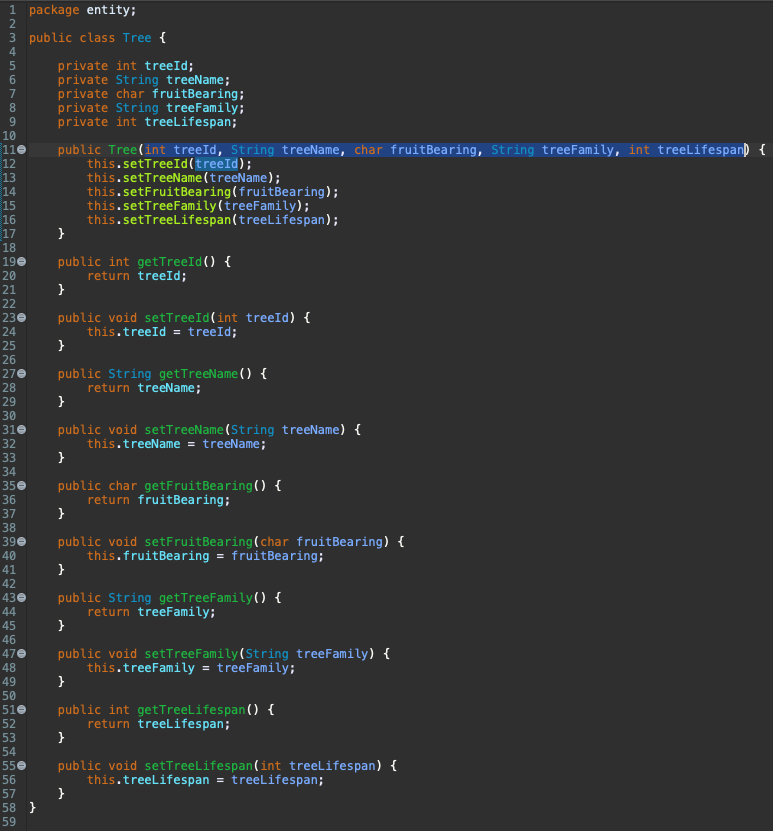 1 package entity;
2
3 public class Tree {
4
5 private int treeId;
6 private String treeName;
7 private char fruitBearing;
8 private String treeFamily;
9 private int treeLifespan;
10
11 public Tree(int treeId, String treeName, char fruitBearing, String treeFamily, int treeLifespan) {
12 this.setTreeId(treeId);
13 this.setTreeName(treeName);
14 this.setFruitBearing(fruitBearing);
15 this.setTreeFamily(treeFamily);
16 this.setTreeLifespan(treeLifespan);
17 }
18
19 public int getTreeId() {
20 return treeId;
21 }
22
23 public void setTreeId(int treeId) {
24 this.treeId = treeId;
25 }
26
27 public String getTreeName() {
28 return treeName;
29 }
30
31 public void setTreeName(String treeName) {
32 this.treeName = treeName;
33 }
34
35 public char getFruitBearing() {
36 return fruitBearing;
37 }
38
39 public void setFruitBearing(char fruitBearing) {
40 this.fruitBearing = fruitBearing;
41 }
42
43 public String getTreeFamily() {
44 return treeFamily;
45 }
46
47 public void setTreeFamily(String treeFamily) {
48 this.treeFamily = treeFamily;
49 }
50
51 public int getTreeLifespan() {
52 return treeLifespan;
53 }
54
55 public void setTreeLifespan(int treeLifespan) {
56 this.treeLifespan = treeLifespan;
57 }
58 }
59